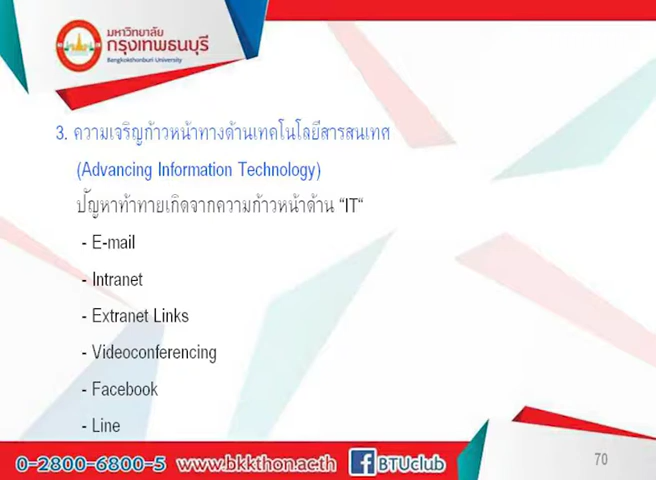 มหาวิทยาลัย
กรุงเทพธนบุรี
Bangkokthonburi University
3. ความเจริญก้าวหน้าทางด้านเทคโนโลยีสารสนเทศ
(Advancing Information Technology)
ปัญหาท้าทายเกิดจากความก้าวหน้าด้าน “IT“
- E-mail
- Intranet
- Extranet Links
- Videoconferencing
- Facebook
- Line
0-2800-6800-5 www.bkkthon.ac.th f BTUclub
70